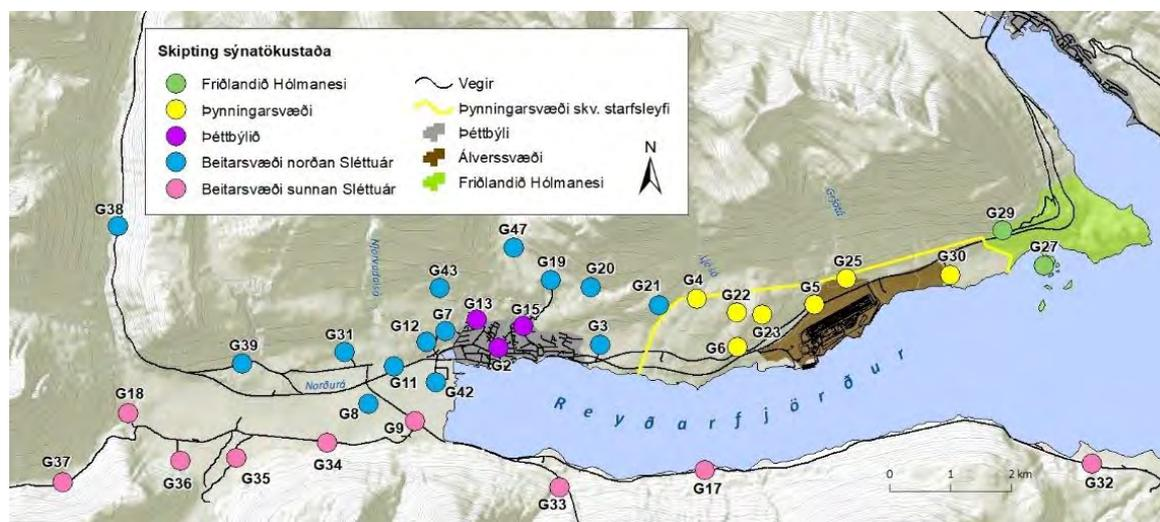 Skipting sýnatökustaða
Friðlandið Hólmanesi
Þynningarsvæði
Þéttbýlið
Beitarsvæði norðan Sléttuár
Beitarsvæði sunnan Sléttuár
Vegir
Þynningarsvæði skv. starfsleyfi
Þéttbýli
Álverssvæði
Friðlandið Hólmanesi
N
G38
G47
G29
G27
G43
G19
G20
G21
G4
G25
G30
G13
G15
G22
G5
G7
G12
G3
G23
G6
G31
G2
G39
G11
G42
Norðurá
G8
Reyðarfjörður
G18
G9
G34
G35
G36
G37
G33
G17
G32
0 1 2 km